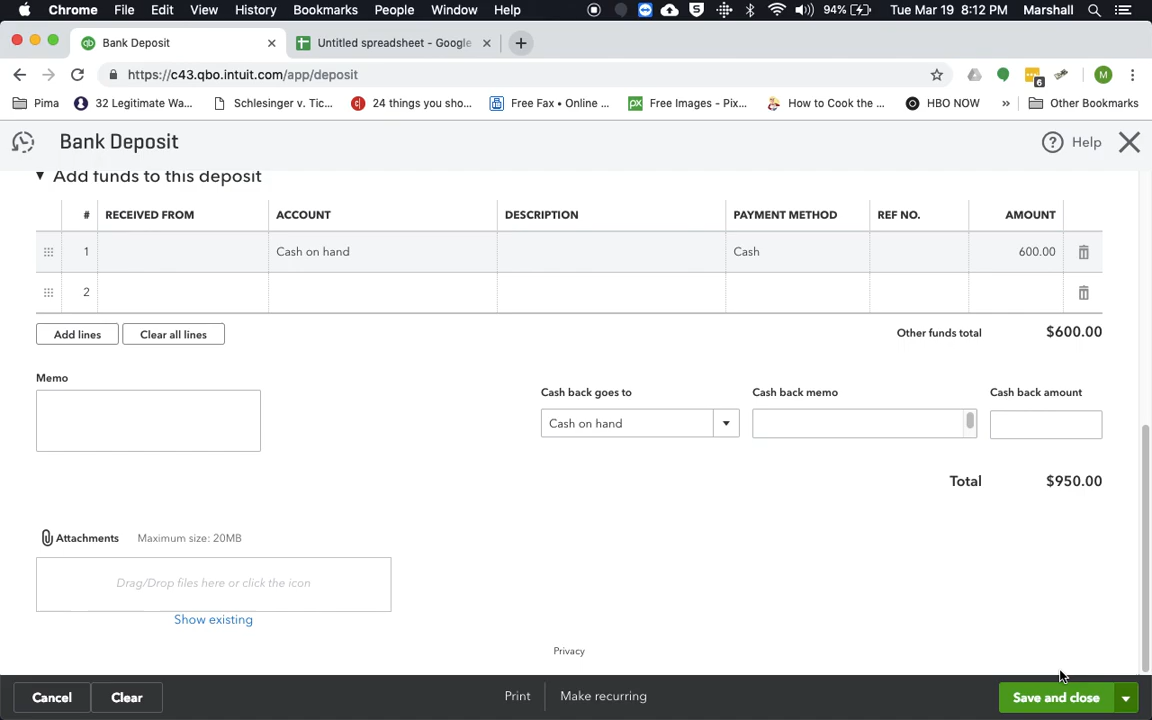 Chrome File Edit View History Bookmarks People Window Help S 94% Tue Mar 19 8:12 PM Marshall
qb Bank Deposit Untitled spreadsheet - Google
https://c43.qbo.intuit.com/app/deposit 6 M
Pima 32 Legitimate Wa... Schlesinger v. Tic... 24 things you sho... Free Fax • Online ... px Free Images - Pix... How to Cook the ... HBO NOW » Other Bookmarks
Bank Deposit ? Help
Add funds to this deposit
# RECEIVED FROM ACCOUNT DESCRIPTION PAYMENT METHOD REF NO. AMOUNT
1 Cash on hand Cash 600.00
2
Add lines Clear all lines Other funds total $600.00
Memo
Cash back goes to Cash back memo Cash back amount
Cash on hand
Total $950.00
Attachments Maximum size: 20MB
Drag/Drop files here or click the icon
Show existing
Privacy
Cancel Clear Print Make recurring Save and close